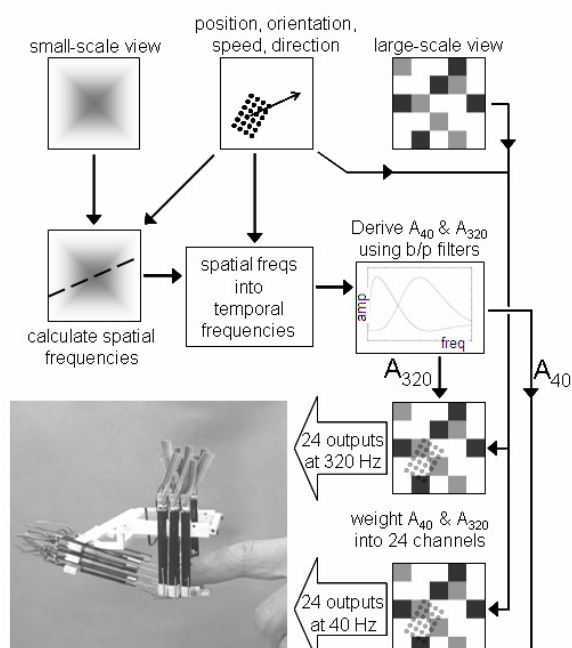 small-scale view
position, orientation,
speed, direction
large-scale view
calculate spatial
frequencies
spatial freqs
into
temporal
frequencies
Derive A40 & A320
using b/p filters
amp
freq
A320
A40
24 outputs
at 320 Hz
weight A40 & A320
into 24 channels
24 outputs
at 40 Hz